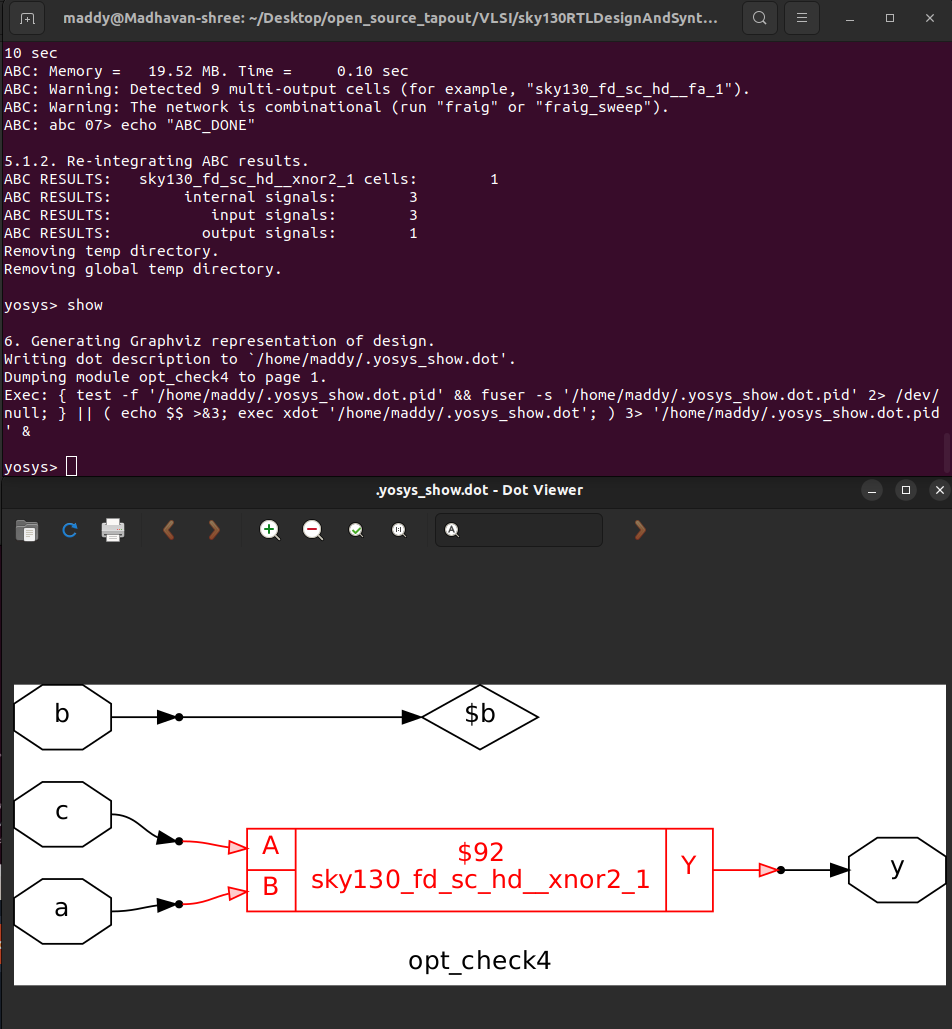 maddy@Madhavan-shree: ~/Desktop/open_source_tapout/VLSI/sky130RTLDesignAndSynt...
10 sec
ABC: Memory =   19.52 MB. Time =     0.10 sec
ABC: Warning: Detected 9 multi-output cells (for example, "sky130_fd_sc_hd__fa_1").
ABC: Warning: The network is combinational (run "fraig" or "fraig_sweep").
ABC: abc 07> echo "ABC_DONE"
5.1.2. Re-integrating ABC results.
ABC RESULTS:   sky130_fd_sc_hd__xnor2_1 cells:        1
ABC RESULTS:        internal signals:        3
ABC RESULTS:           input signals:        3
ABC RESULTS:          output signals:        1
Removing temp directory.
Removing global temp directory.
yosys> show
6. Generating Graphviz representation of design.
Writing dot description to `/home/maddy/.yosys_show.dot'.
Dumping module opt_check4 to page 1.
Exec: { test -f '/home/maddy/.yosys_show.dot.pid' && fuser -s '/home/maddy/.yosys_show.dot.pid' 2> /dev/
null; } || ( echo $$ >&3; exec xdot '/home/maddy/.yosys_show.dot'; ) 3> '/home/maddy/.yosys_show.dot.pid
' &
yosys>
.yosys_show.dot - Dot Viewer
b
$b
c
a
A
B
$92
sky130_fd_sc_hd__xnor2_1
Y
y
opt_check4